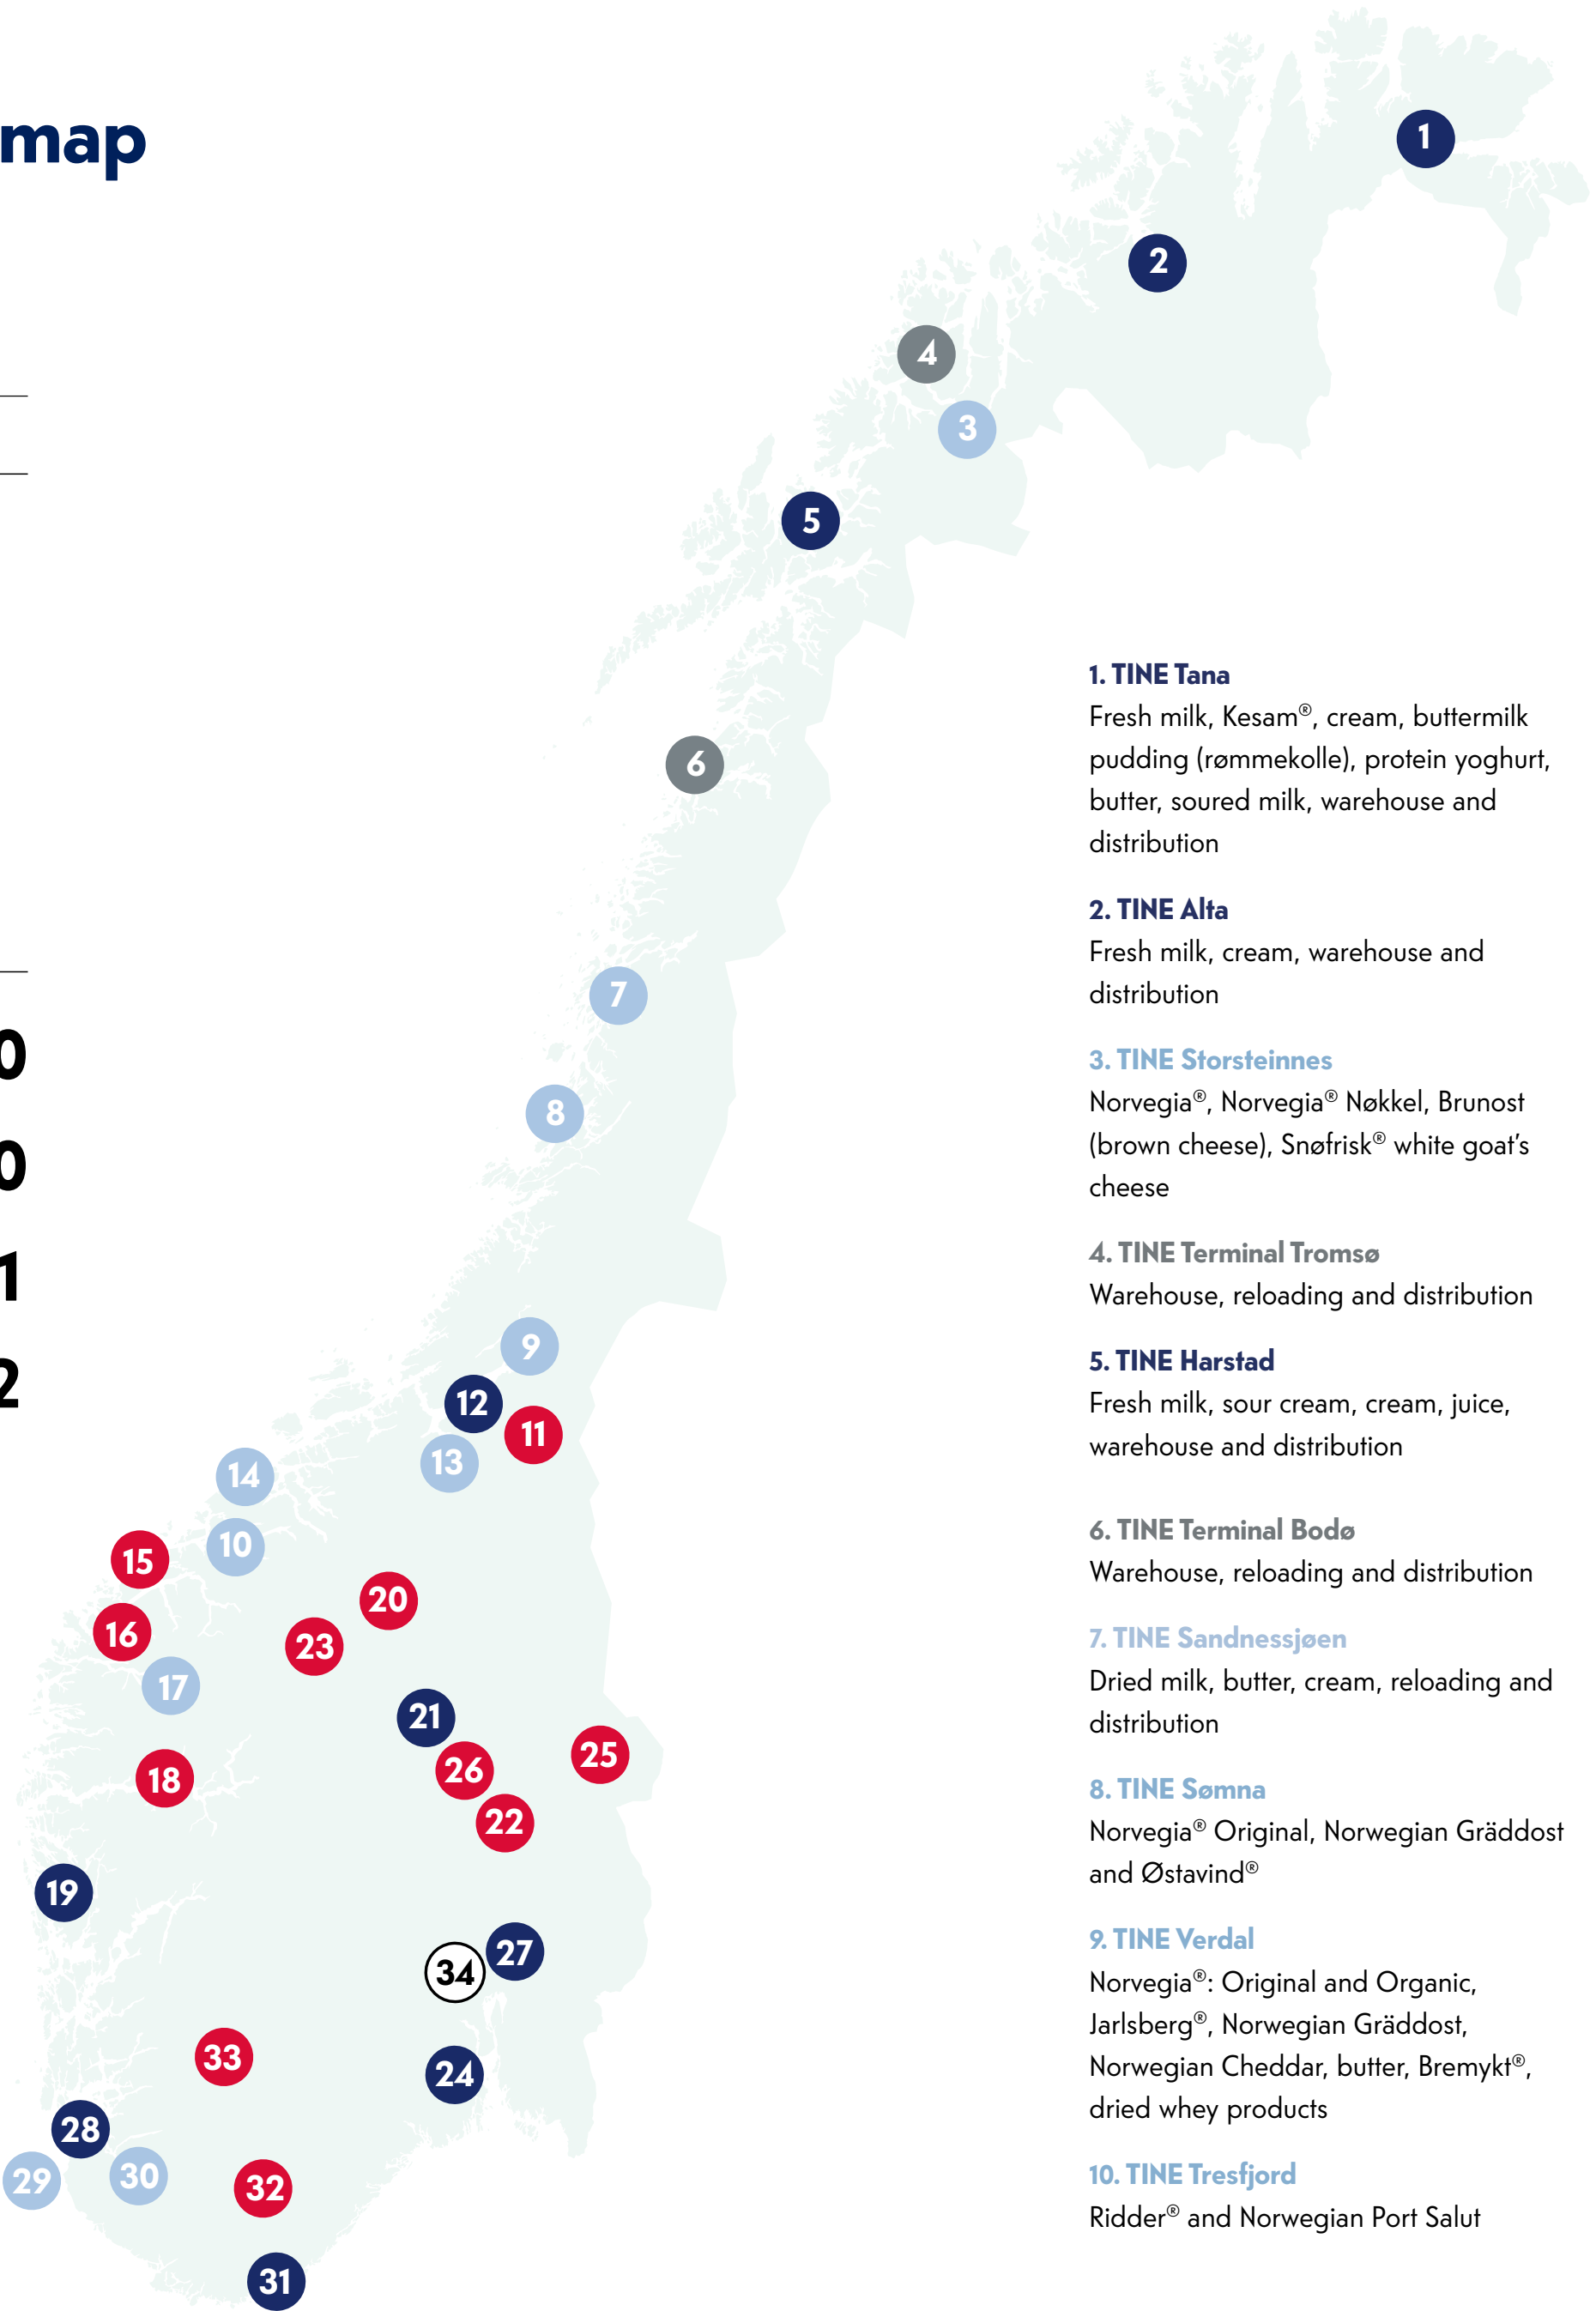 map
0
0
1
2
1
2
4
3
5
6
7
8
9
12
11
13
14
10
15
20
16
23
17
21
25
26
18
22
19
27
34
33
24
28
30
29
32
31
1. TINE Tana
Fresh milk, Kesam®, cream, buttermilk
pudding (rømmekolle), protein yoghurt,
butter, soured milk, warehouse and
distribution
2. TINE Alta
Fresh milk, cream, warehouse and
distribution
3. TINE Storsteinnes
Norvegia®, Norvegia® Nøkkel, Brunost
(brown cheese), Snøfrisk® white goat's
cheese
4. TINE Terminal Tromsø
Warehouse, reloading and distribution
5. TINE Harstad
Fresh milk, sour cream, cream, juice,
warehouse and distribution
6. TINE Terminal Bodø
Warehouse, reloading and distribution
7. TINE Sandnessjøen
Dried milk, butter, cream, reloading and
distribution
8. TINE Sømna
Norvegia® Original, Norwegian Gräddost
and Østavind®
9. TINE Verdal
Norvegia®: Original and Organic,
Jarlsberg®, Norwegian Gräddost,
Norwegian Cheddar, butter, Bremykt®,
dried whey products
10. TINE Tresfjord
Ridder® and Norwegian Port Salut